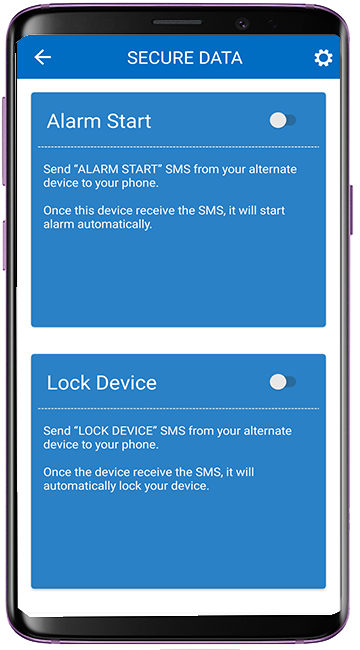 SECURE DATA
Alarm Start
Send “ALARM START” SMS from your alternate
device to your phone.
Once this device receive the SMS, it will start
alarm automatically.
Lock Device
Send “LOCK DEVICE” SMS from your alternate
device to your phone.
Once the device receive the SMS, it will
automatically lock your device.